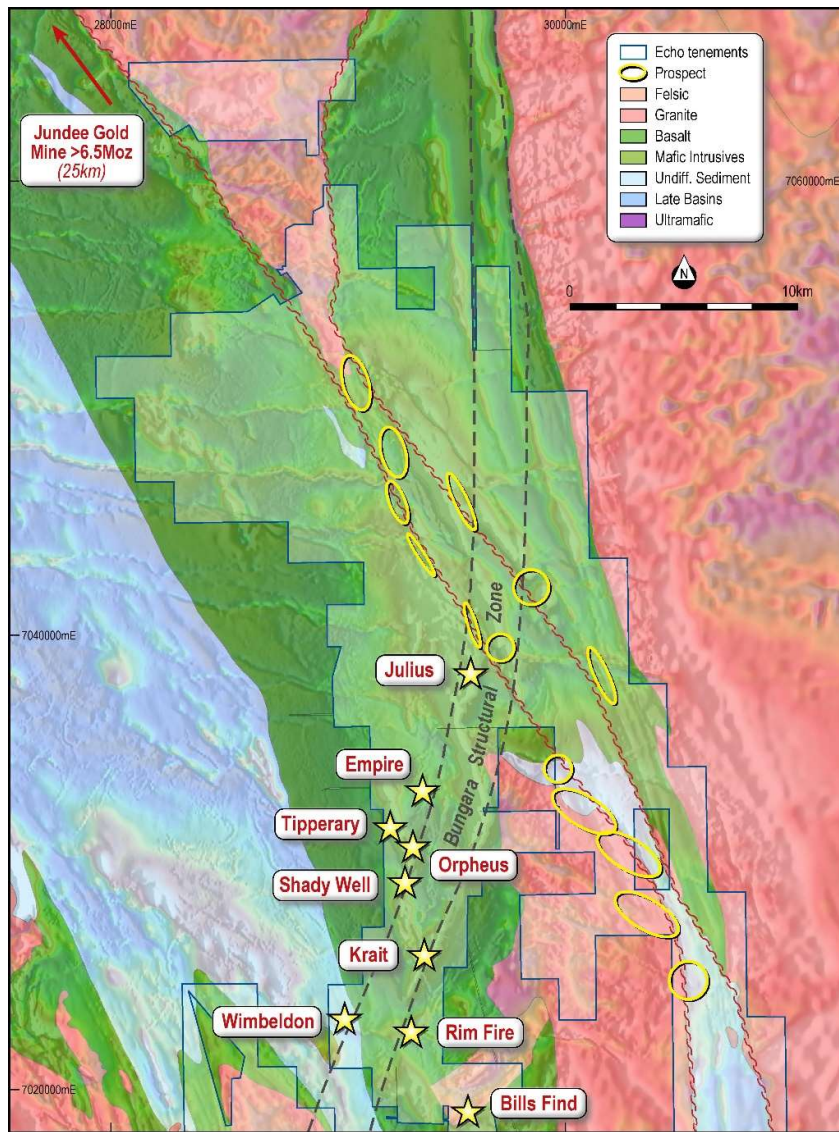 28000mE
30000mE
Jundee Gold
Mine >6.5Moz
(25km)
Echo tenements
Prospect
Felsic
Granite
Basalt
Mafic Intrusives
Undiff. Sediment
Late Basins
Ultramafic
7060000mE
N
0
10km
7040000mE
Julius
Bungara Structural Zone
Empire
Tipperary
Orpheus
Shady Well
Krait
Wimbeldon
Rim Fire
7020000mE
Bills Find